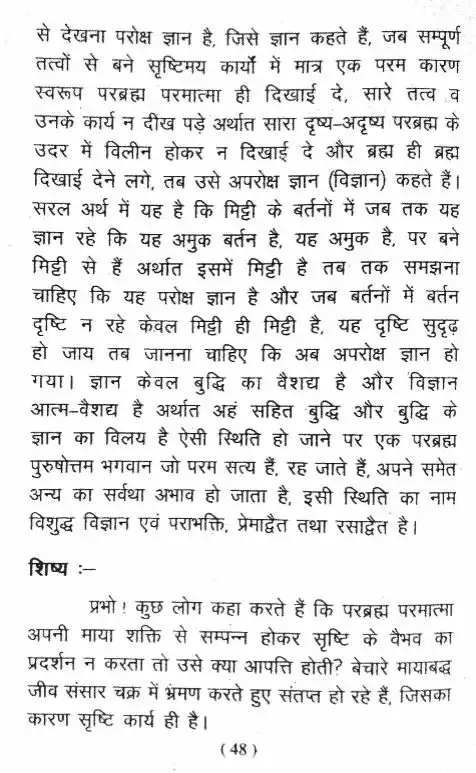 से देखना परोक्ष ज्ञान है, जिसे ज्ञान कहते हैं, जब सम्पूर्ण
तत्वों से बने सृष्टिमय कार्यों में मात्र एक परम कारण
स्वरूप परब्रह्म परमात्मा ही दिखाई दे, सारे तत्व व
उनके कार्य न दीख पड़े अर्थात सारा दृष्य-अदृष्य परब्रह्म के
उदर में विलीन होकर न दिखाई दे और ब्रह्म ही ब्रह्म
दिखाई देने लगे, तब उसे अपरोक्ष ज्ञान (विज्ञान) कहते हैं।
सरल अर्थ में यह है कि मिट्टी के बर्तनों में जब तक यह
ज्ञान रहे कि यह अमुक बर्तन है, यह अमुक है, पर बने
मिट्टी से हैं अर्थात इसमें मिट्टी है तब तक समझना
चाहिए कि यह परोक्ष ज्ञान है और जब बर्तनों में बर्तन
दृष्टि न रहे केवल मिट्टी ही मिट्टी है, यह दृष्टि सुदृढ़
हो जाय तब जानना चाहिए कि अब अपरोक्ष ज्ञान हो
गया। ज्ञान केवल बुद्धि का वैशद्य है और विज्ञान
आत्म-वैशद्य है अर्थात अहं सहित बुद्धि और बुद्धि के
ज्ञान का विलय है ऐसी स्थिति हो जाने पर एक परब्रह्म
पुरुषोत्तम भगवान जो परम सत्य हैं, रह जाते हैं, अपने समेत
अन्य का सर्वथा अभाव हो जाता है, इसी स्थिति का नाम
विशुद्ध विज्ञान एवं पराभक्ति, प्रेमाद्वैत तथा रसाद्वैत है।
शिष्य :–
प्रभो! कुछ लोग कहा करते हैं कि परब्रह्म परमात्मा
अपनी माया शक्ति से सम्पन्न होकर सृष्टि के वैभव का
प्रदर्शन न करता तो उसे क्या आपत्ति होती? बेचारे मायाबद्ध
जीव संसार चक्र में भ्रमण करते हुए संतप्त हो रहे हैं, जिसका
कारण सृष्टि कार्य ही है।
(48)